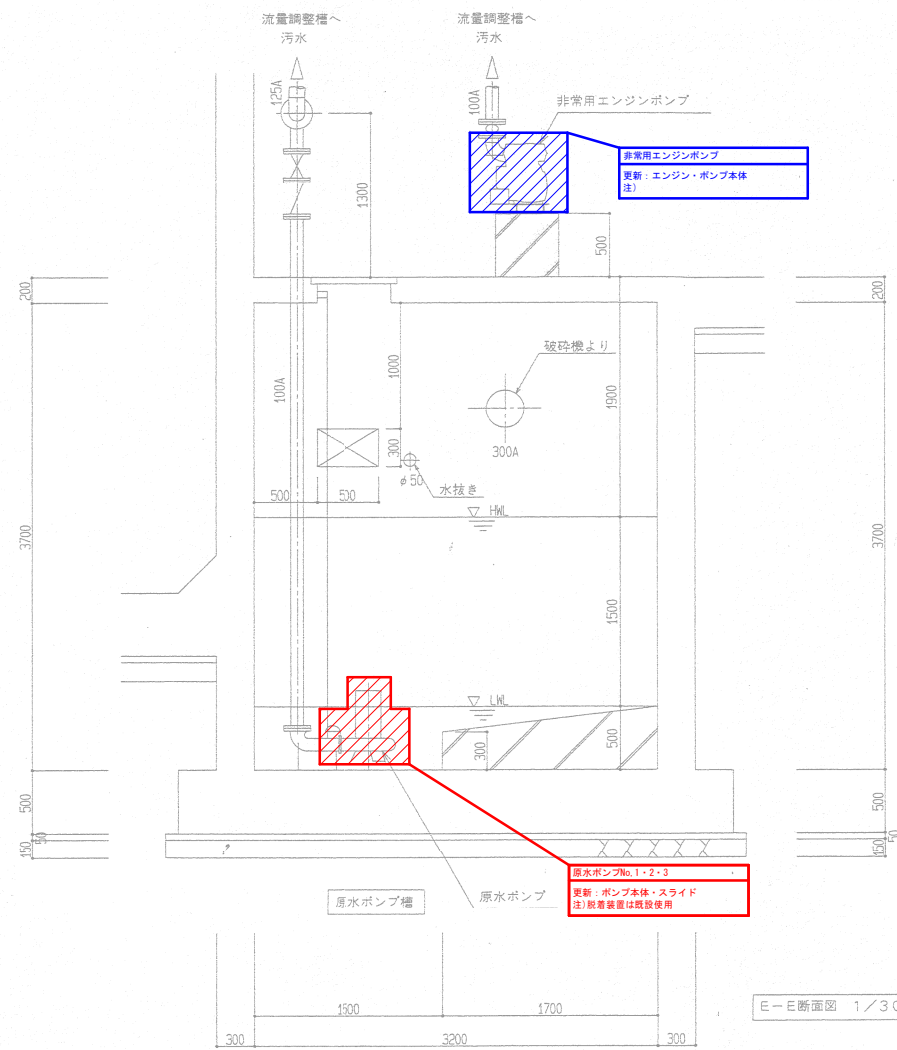 流量調整槽へ
汚水
流量調整槽へ
汚水
125A
100A
非常用エンジンポンプ
非常用エンジンポンプ
更新：エンジン・ポンプ本体
注）
1300
500
200
200
1000
破砕機より
1900
100A
300
300A
φ50
水抜き
500
500
HWL
3700
3700
1500
LWL
300
500
500
50
150
500
50
150
原水ポンプNo.1・2・3
更新：ポンプ本体・スライド
注）脱着装置は既設使用
原水ポンプ槽
原水ポンプ
1500
1700
E－E断面図 1／30
300
3200
300